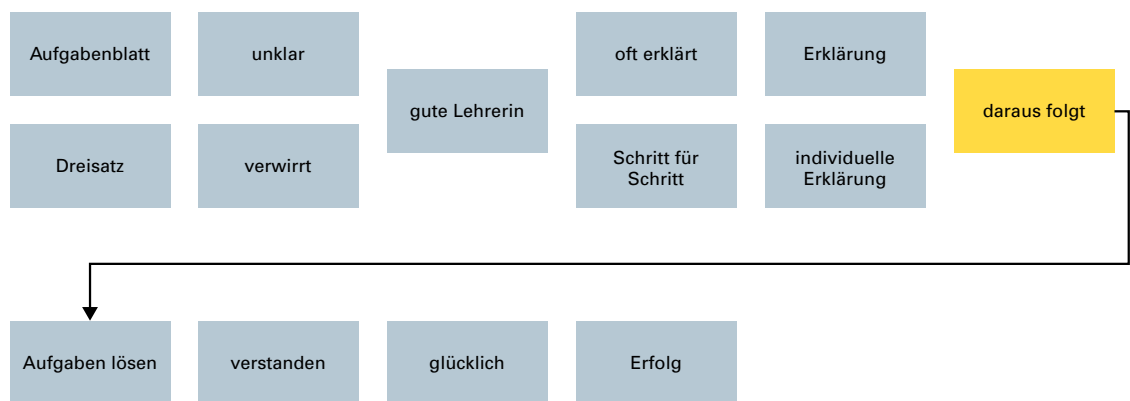 Aufgabenblatt
unklar
oft erklärt
Erklärung
gute Lehrerin
daraus folgt
Dreisatz
verwirrt
Schritt für
Schritt
individuelle
Erklärung
Aufgaben lösen
verstanden
glücklich
Erfolg